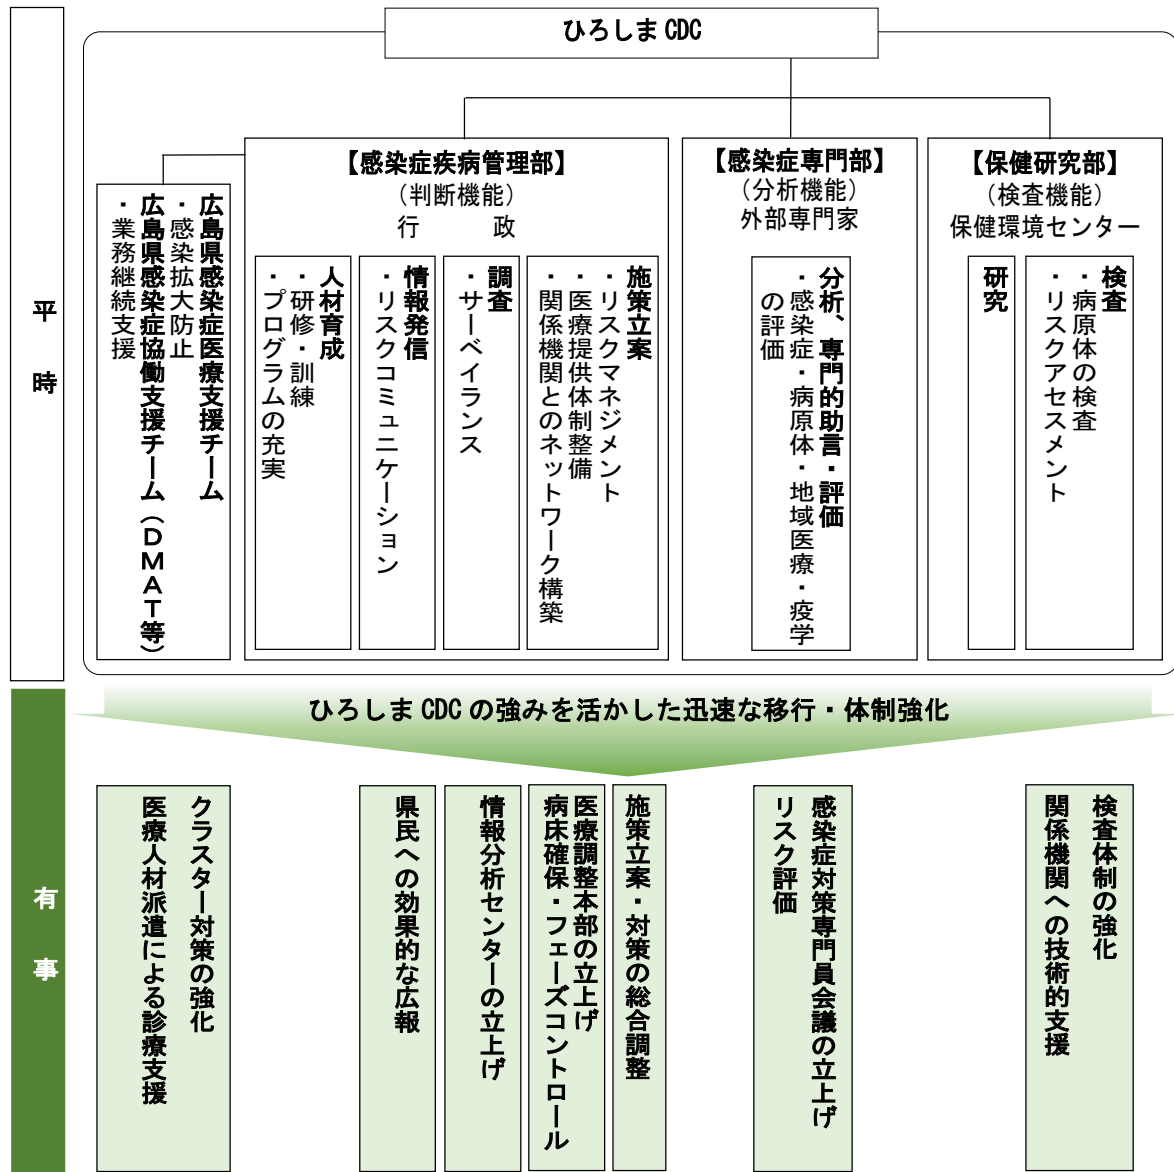 ひろしま CDC
平時
【感染症疾病管理部】
（判断機能）
行　　政
広島県感染症医療支援チーム
・感染拡大防止
広島県感染症協働支援チーム（ＤＭＡＴ等）
・業務継続支援
施策立案
・リスクマネジメント
・医療提供体制整備
・関係機関とのネットワーク構築
調査
・サーベイランス
情報発信
・リスクコミュニケーション
人材育成
・研修・訓練
・プログラムの充実
【感染症専門部】
（分析機能）
外部専門家
分析、専門的助言・評価
・感染症・病原体・地域医療・疫学
の評価
【保健研究部】
（検査機能）
保健環境センター
検査
・病原体の検査
・リスクアセスメント
研究
ひろしま CDC の強みを活かした迅速な移行・体制強化
有事
クラスター対策の強化
医療人材派遣による診療支援
県民への効果的な広報
情報分析センターの立上げ
医療調整本部の立上げ
病床確保・フェーズコントロール
施策立案・対策の総合調整
感染症対策専門員会議の立上げ
リスク評価
検査体制の強化
関係機関への技術的支援